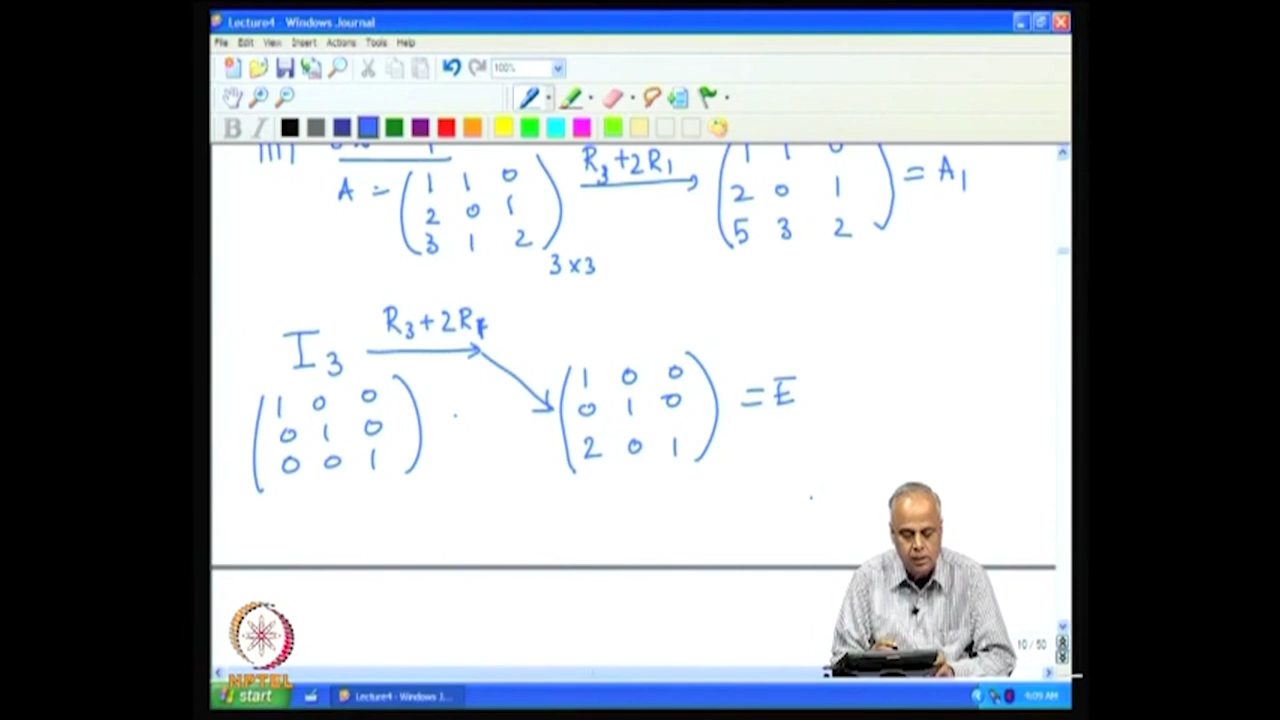 Lecture4 - Windows Journal
File Edit View Insert Actions Tools Help
100%
B I
A = ( 1 1 0 R3+2R1 ( 1 1 0 ) = A1
2 0 1 2 0 1
3 1 2 ) 3×3 5 3 2
I3 R3+2R1
( 1 0 0 ( 1 0 0 = E
0 1 0 0 1 0
0 0 1 ) 2 0 1 )
10 / 50
NPTEL
start Lecture4 - Windows J... 4:09 AM